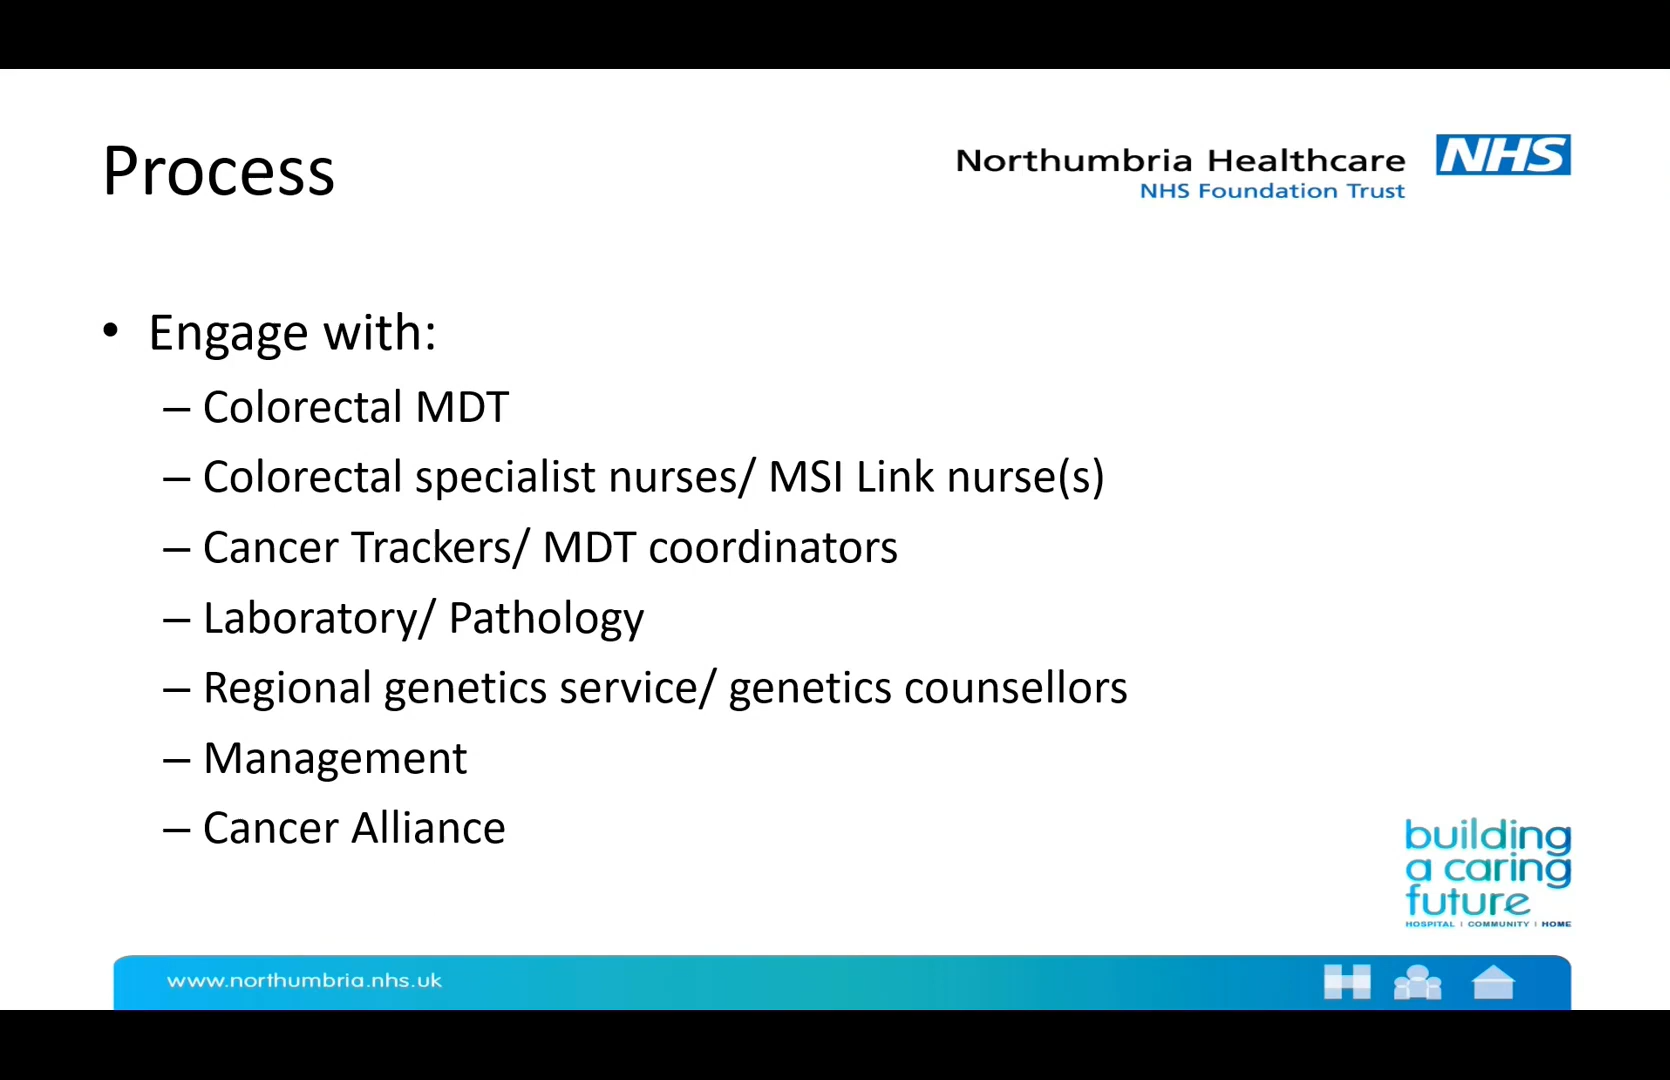 Process
Northumbria Healthcare NHS
NHS Foundation Trust
• Engage with:
– Colorectal MDT
– Colorectal specialist nurses/ MSI Link nurse(s)
– Cancer Trackers/ MDT coordinators
– Laboratory/ Pathology
– Regional genetics service/ genetics counsellors
– Management
– Cancer Alliance
building
a caring
future
HOSPITAL | COMMUNITY | HOME
www.northumbria.nhs.uk